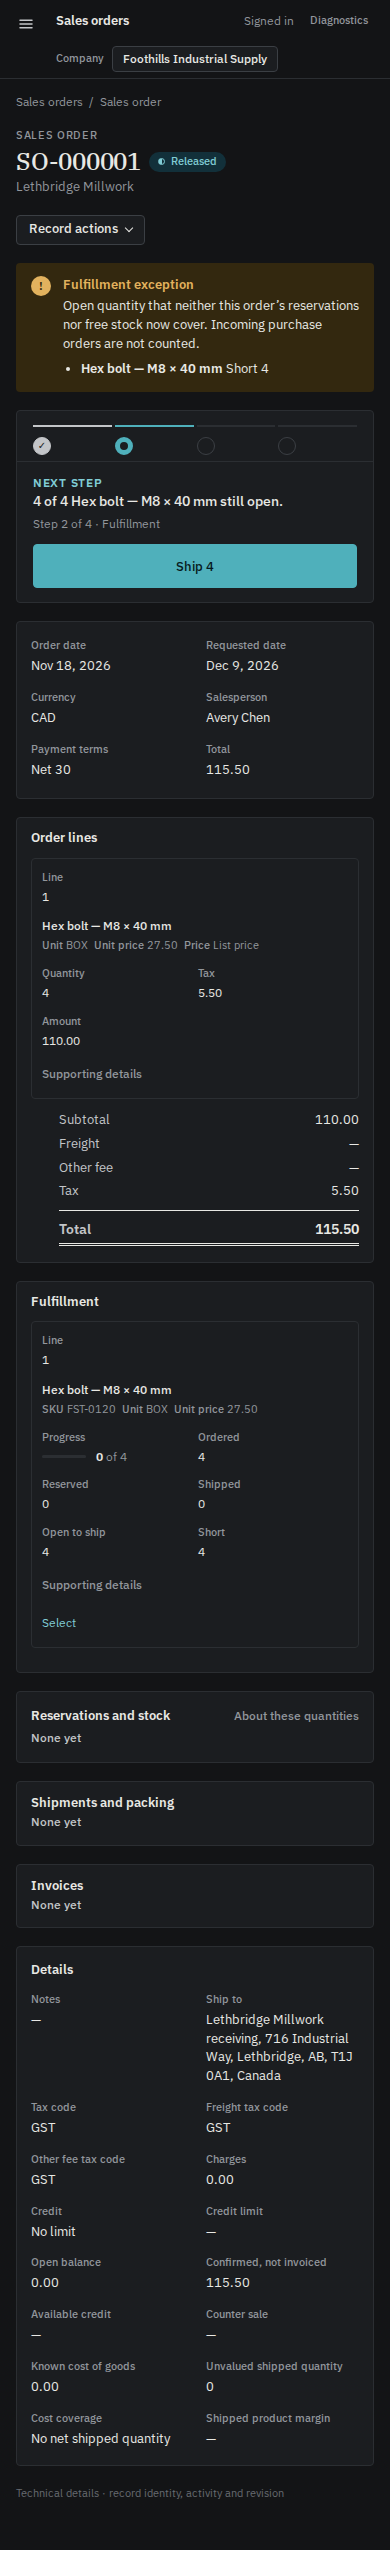 Sales orders
Signed in
Diagnostics
Company
Foothills Industrial Supply
Sales orders / Sales order
SALES ORDER
SO-000001
Released
Lethbridge Millwork
Record actions
!
Fulfillment exception
Open quantity that neither this order’s reservations
nor free stock now cover. Incoming purchase
orders are not counted.
• Hex bolt — M8 × 40 mm Short 4
✓
NEXT STEP
4 of 4 Hex bolt — M8 × 40 mm still open.
Step 2 of 4 · Fulfillment
Ship 4
Order date
Nov 18, 2026
Requested date
Dec 9, 2026
Currency
CAD
Salesperson
Avery Chen
Payment terms
Net 30
Total
115.50
Order lines
Line
1
Hex bolt — M8 × 40 mm
Unit BOX Unit price 27.50 Price List price
Quantity
4
Tax
5.50
Amount
110.00
Supporting details
Subtotal 110.00
Freight —
Other fee —
Tax 5.50
Total 115.50
Fulfillment
Line
1
Hex bolt — M8 × 40 mm
SKU FST-0120 Unit BOX Unit price 27.50
Progress
0 of 4
Ordered
4
Reserved
0
Shipped
0
Open to ship
4
Short
4
Supporting details
Select
Reservations and stock
About these quantities
None yet
Shipments and packing
None yet
Invoices
None yet
Details
Notes
—
Ship to
Lethbridge Millwork
receiving, 716 Industrial
Way, Lethbridge, AB, T1J
0A1, Canada
Tax code
GST
Freight tax code
GST
Other fee tax code
GST
Charges
0.00
Credit
No limit
Credit limit
—
Open balance
0.00
Confirmed, not invoiced
115.50
Available credit
—
Counter sale
—
Known cost of goods
0.00
Unvalued shipped quantity
0
Cost coverage
No net shipped quantity
Shipped product margin
—
Technical details · record identity, activity and revision